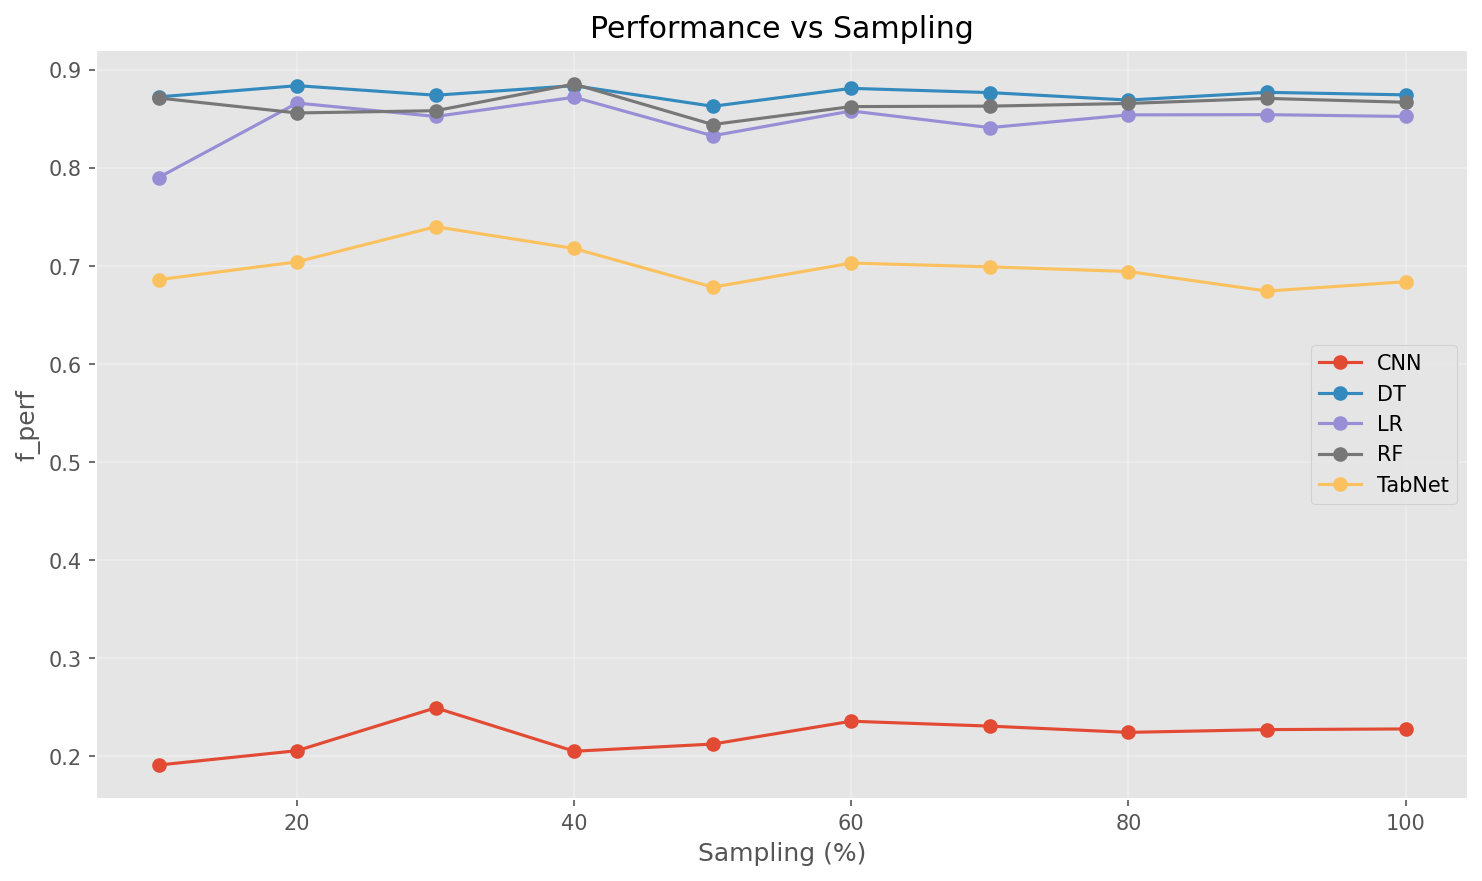 Performance vs Sampling
0.9
0.8
0.7
0.6
0.5
0.4
0.3
0.2
f_perf
CNN
DT
LR
RF
TabNet
20 40 60 80 100
Sampling (%)